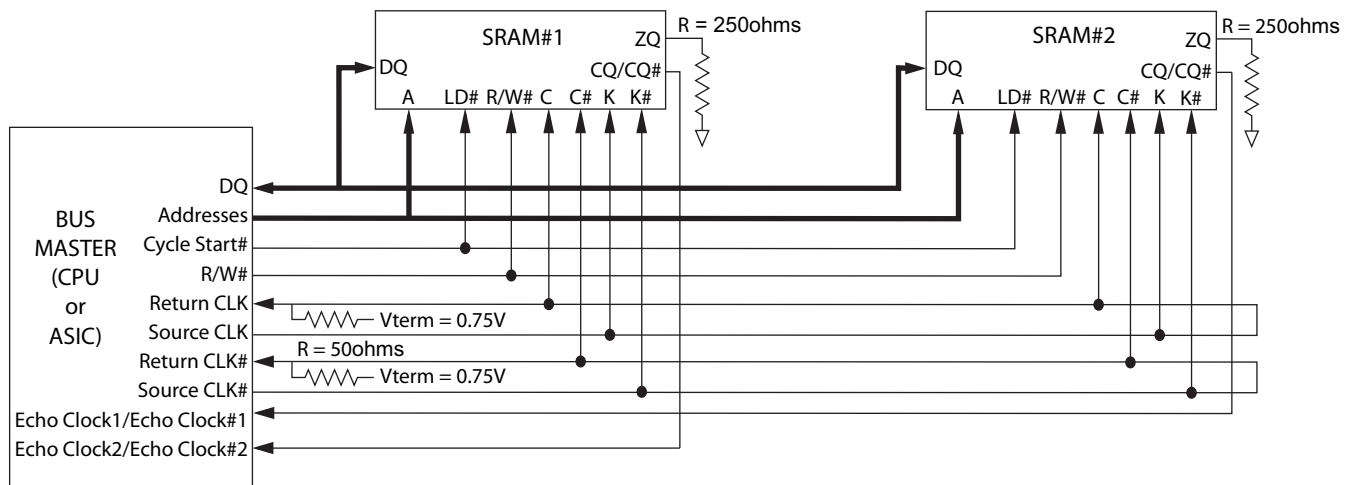 SRAM#1
ZQ
R = 250ohms
DQ
CQ/CQ#
A LD# R/W# C C# K K#
SRAM#2
ZQ
R = 250ohms
DQ
CQ/CQ#
A LD# R/W# C C# K K#
BUS
MASTER
(CPU
or
ASIC)
DQ
Addresses
Cycle Start#
R/W#
Return CLK
Vterm = 0.75V
Source CLK
R = 50ohms
Return CLK#
Vterm = 0.75V
Source CLK#
Echo Clock1/Echo Clock#1
Echo Clock2/Echo Clock#2